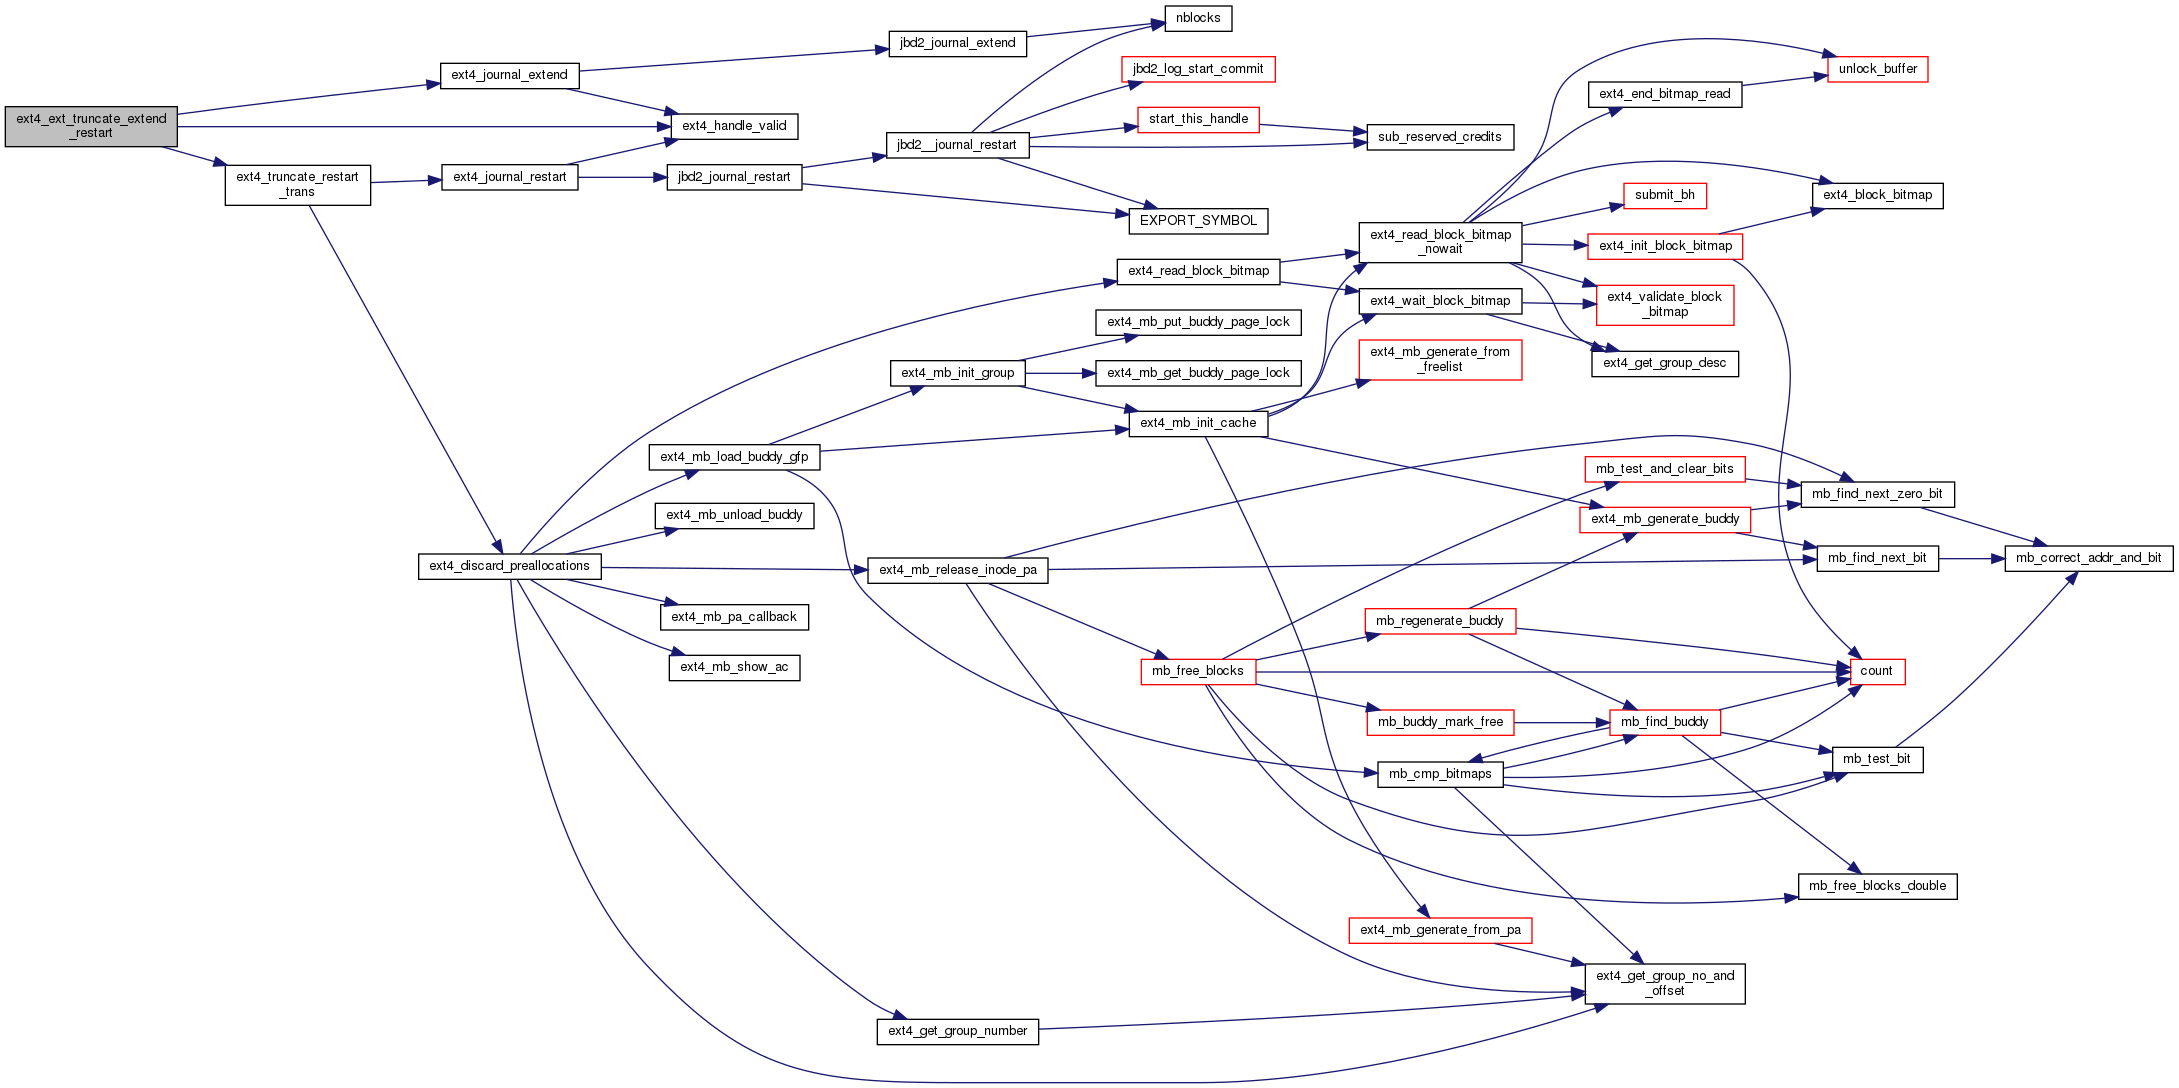 ext4_ext_truncate_extend
_restart
ext4_truncate_restart
_trans
ext4_journal_extend
ext4_journal_restart
ext4_discard_preallocations
ext4_handle_valid
jbd2_journal_restart
ext4_mb_load_buddy_gfp
ext4_mb_unload_buddy
ext4_mb_pa_callback
ext4_mb_show_ac
jbd2_journal_extend
jbd2__journal_restart
ext4_mb_init_group
ext4_mb_release_inode_pa
ext4_get_group_number
nblocks
jbd2_log_start_commit
start_this_handle
EXPORT_SYMBOL
ext4_read_block_bitmap
ext4_mb_put_buddy_page_lock
ext4_mb_get_buddy_page_lock
ext4_mb_init_cache
mb_free_blocks
sub_reserved_credits
ext4_read_block_bitmap
_nowait
ext4_wait_block_bitmap
ext4_mb_generate_from
_freelist
mb_regenerate_buddy
mb_buddy_mark_free
mb_cmp_bitmaps
ext4_mb_generate_from_pa
ext4_end_bitmap_read
submit_bh
ext4_init_block_bitmap
ext4_validate_block
_bitmap
ext4_get_group_desc
mb_test_and_clear_bits
ext4_mb_generate_buddy
mb_find_buddy
ext4_get_group_no_and
_offset
unlock_buffer
ext4_block_bitmap
mb_find_next_zero_bit
mb_find_next_bit
count
mb_test_bit
mb_free_blocks_double
mb_correct_addr_and_bit